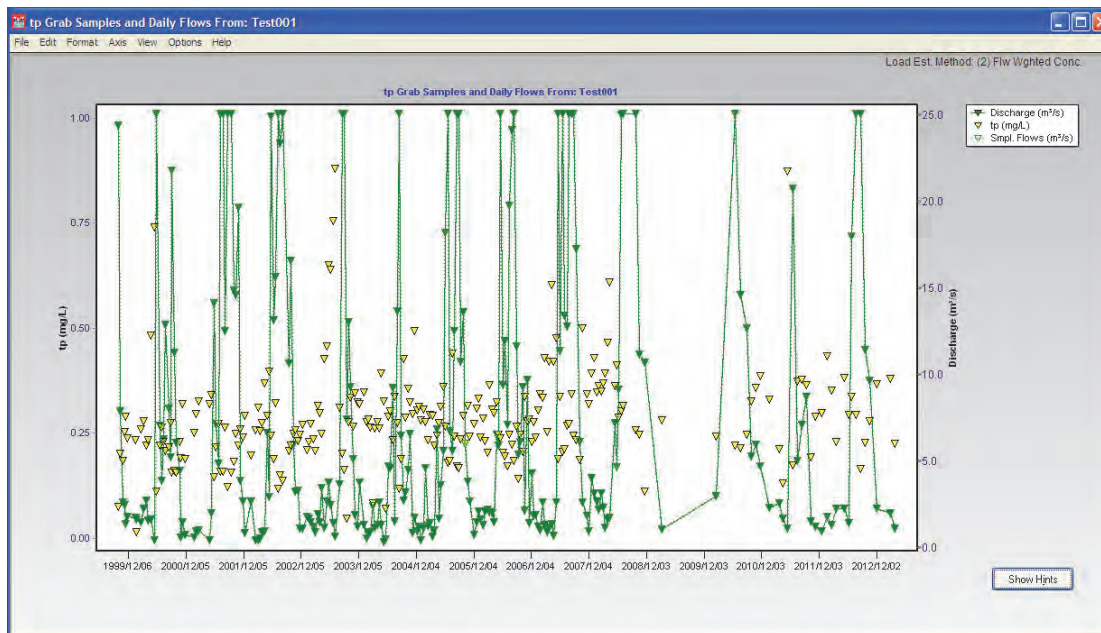 tp Grab Samples and Daily Flows From: Test001
File Edit Format Axis View Options Help
Load Est. Method: (2) Flw Wghted Conc.
tp Grab Samples and Daily Flows From: Test001
Discharge (m³/s)
tp (mg/L)
Smpl. Flows (m³/s)
1.00
0.75
0.50
0.25
0.00
tp (mg/L)
25.0
20.0
15.0
10.0
5.0
0.0
Discharge (m³/s)
1999/12/06 2000/12/05 2001/12/05 2002/12/05 2003/12/05 2004/12/04 2005/12/04 2006/12/04 2007/12/04 2008/12/03 2009/12/03 2010/12/03 2011/12/03 2012/12/02
Show Hints